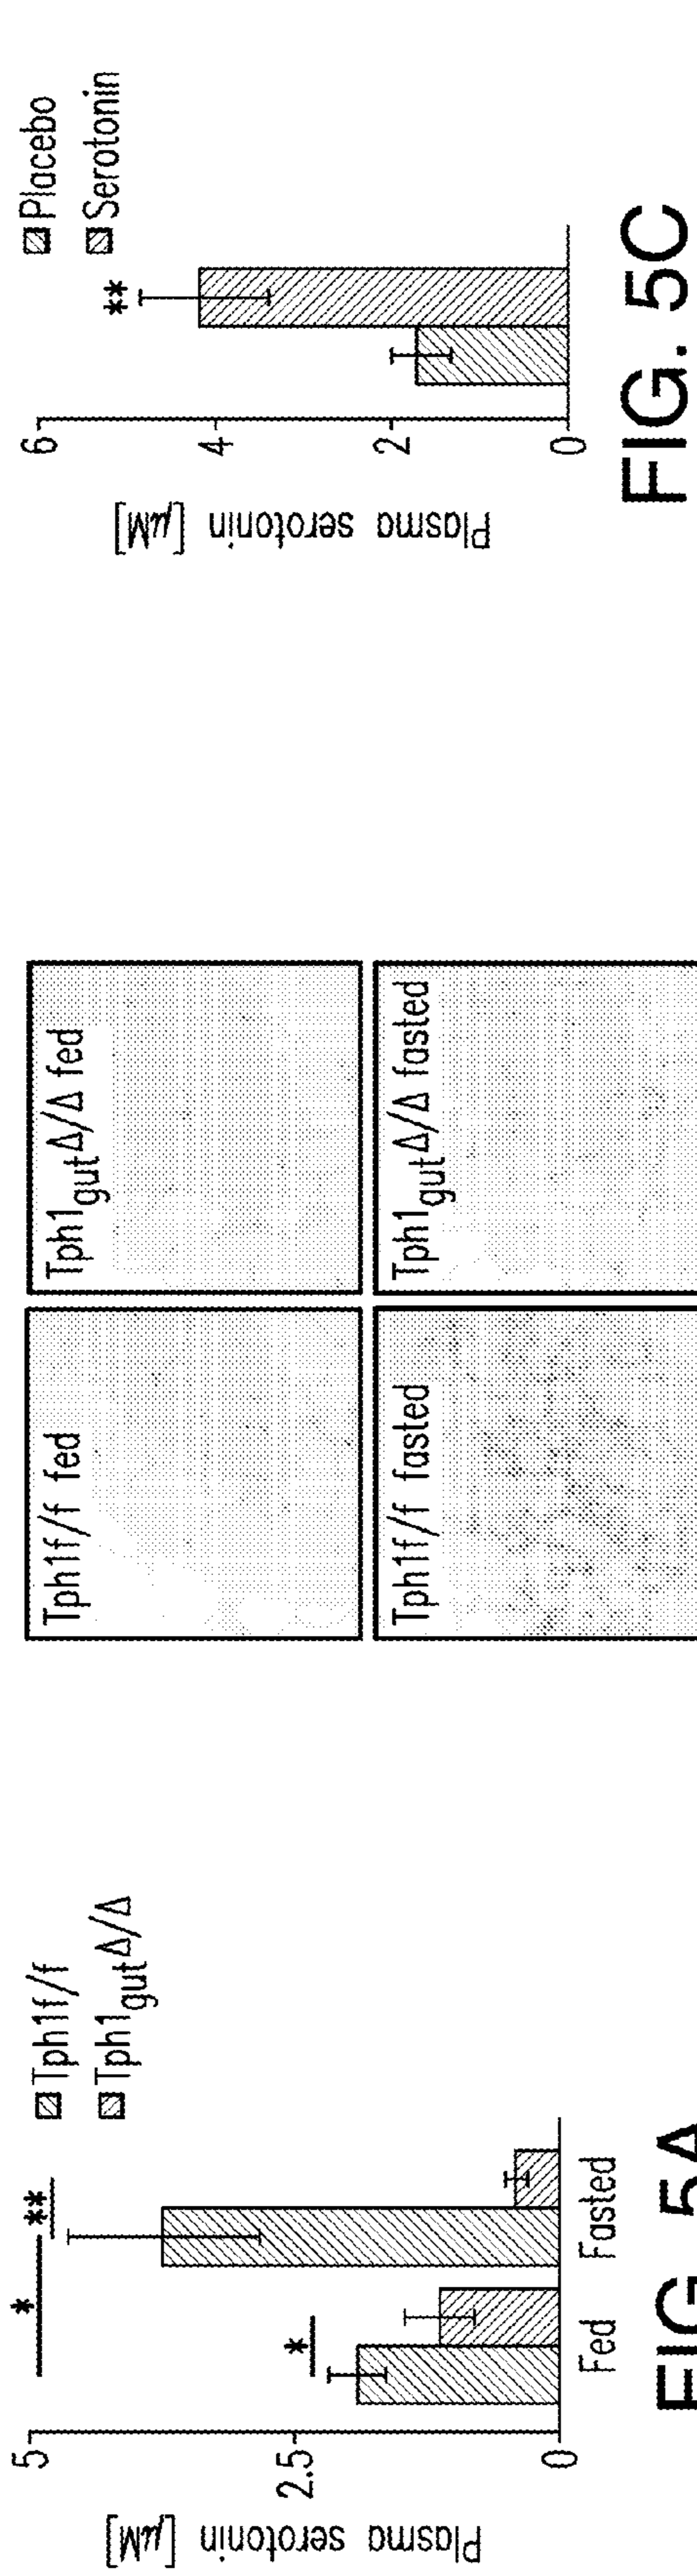 Plasma serotonin [μM]
5
2.5
0
**
*
*
Tph1f/f
Tph1gutΔ/Δ
Fed
Fasted
FIG. 5A
Tph1f/f fed
Tph1gutΔ/Δ fed
Tph1f/f fasted
Tph1gutΔ/Δ fasted
Plasma serotonin [μM]
6
4
2
0
**
Placebo
Serotonin
FIG. 5C